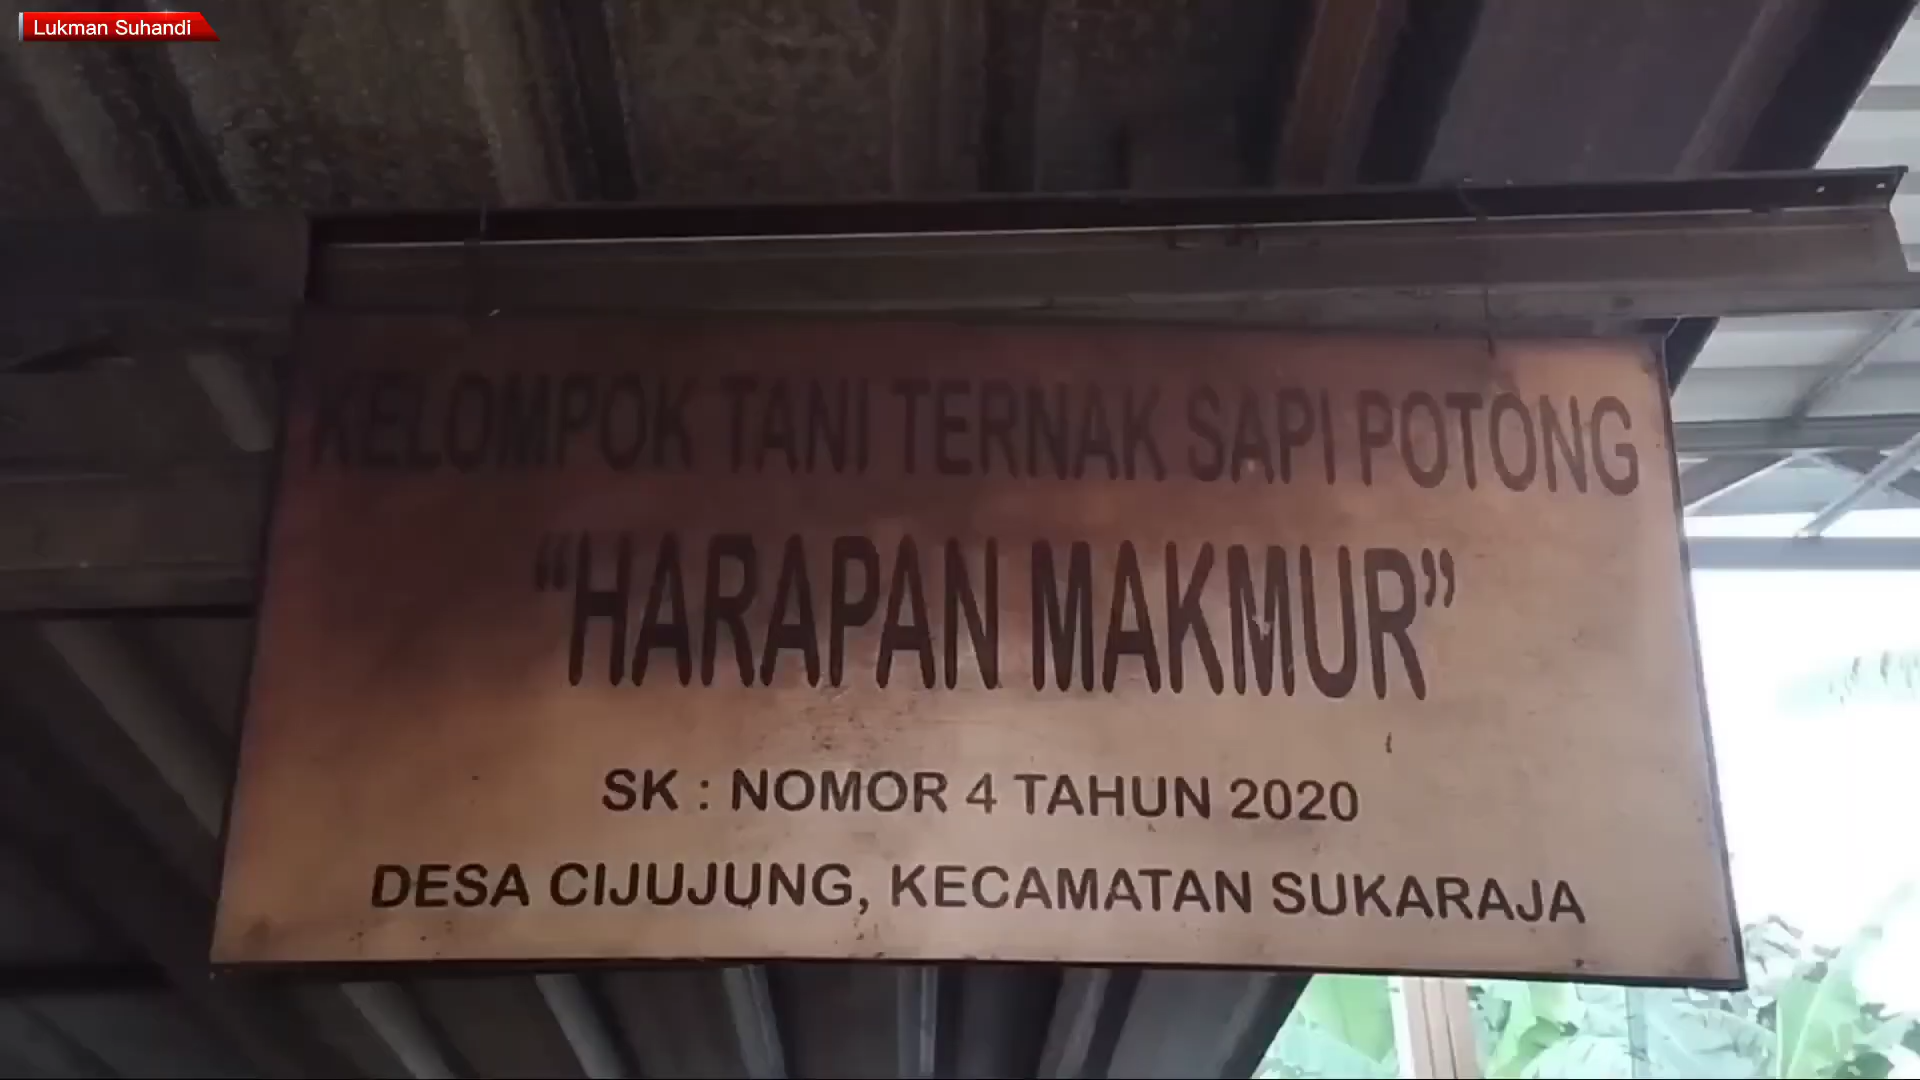 Lukman Suhandi
KELOMPOK TANI TERNAK SAPI POTONG
“HARAPAN MAKMUR”
SK : NOMOR 4 TAHUN 2020
DESA CIJUJUNG, KECAMATAN SUKARAJA